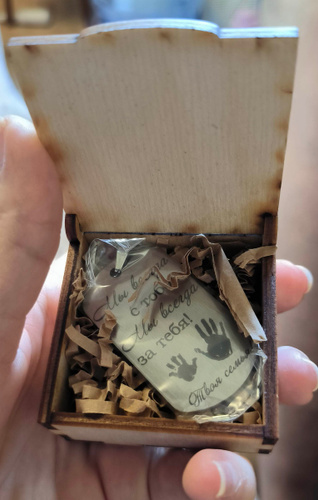 Мы всегда
с тобой
Мы всегда
за тебя!
Твоя семья